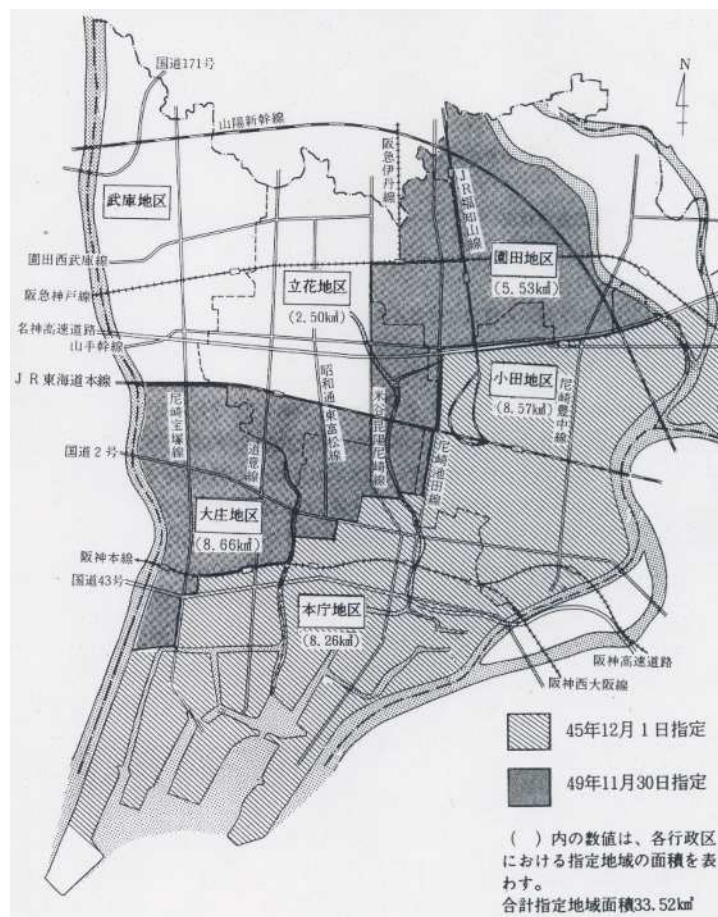 国道171号
N
山陽新幹線
阪急伊丹線
JR福知山線
武庫地区
園田西武庫線
園田地区
(5.53k㎡)
立花地区
(2.50k㎡)
阪急神戸線
名神高速道路
山手幹線
小田地区
(8.57k㎡)
JR東海道本線
尼崎宝塚線
道意線
昭和通東富松線
米谷昆陽尼崎線
尼崎池田線
尼崎豊中線
国道2号
大庄地区
(8.66k㎡)
阪神本線
国道43号
本庁地区
(8.26k㎡)
阪神高速道路
阪神西大阪線
45年12月1日指定
49年11月30日指定
( )内の数値は、各行政区
における指定地域の面積を表
わす。
合計指定地域面積33.52k㎡